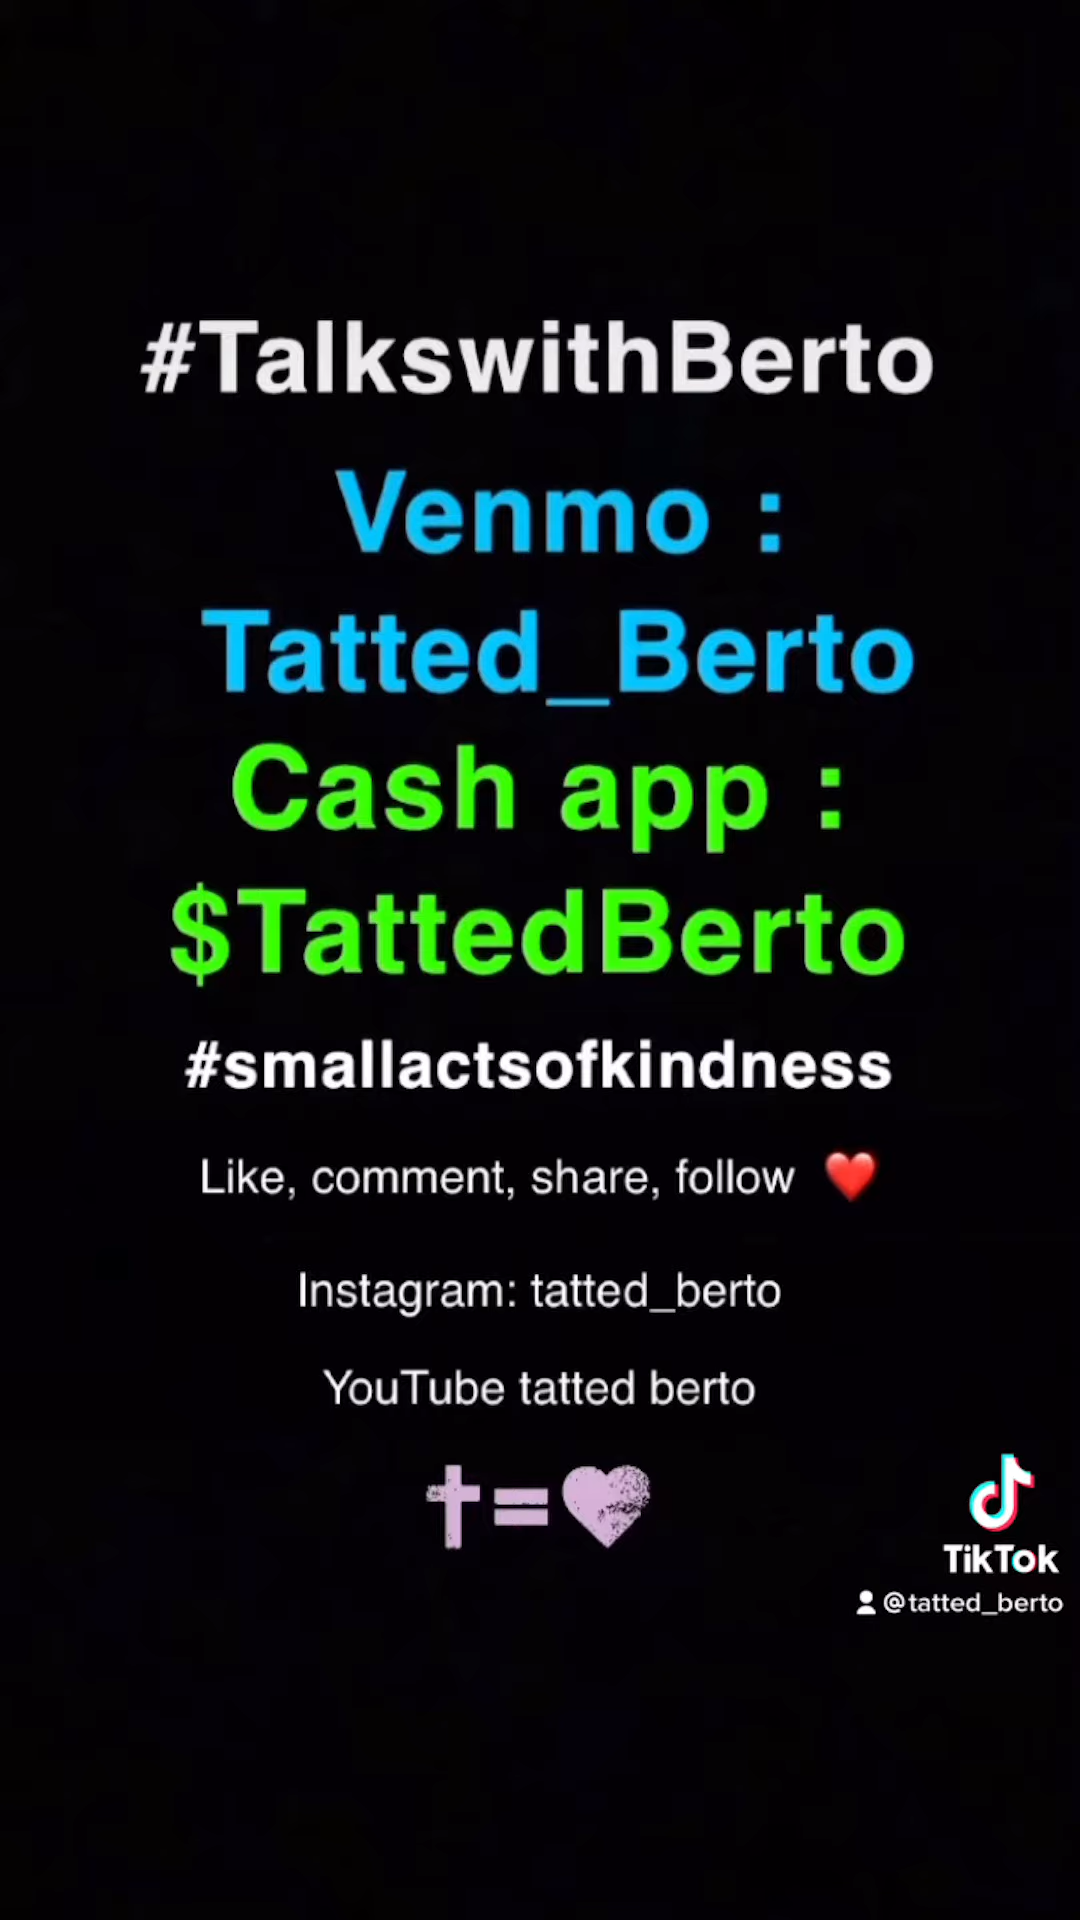 #TalkswithBerto
Venmo :
Tatted_Berto
Cash app :
$TattedBerto
#smallactsofkindness
Like, comment, share, follow ❤️
Instagram: tatted_berto
YouTube tatted berto
✝=♥
TikTok
@tatted_berto